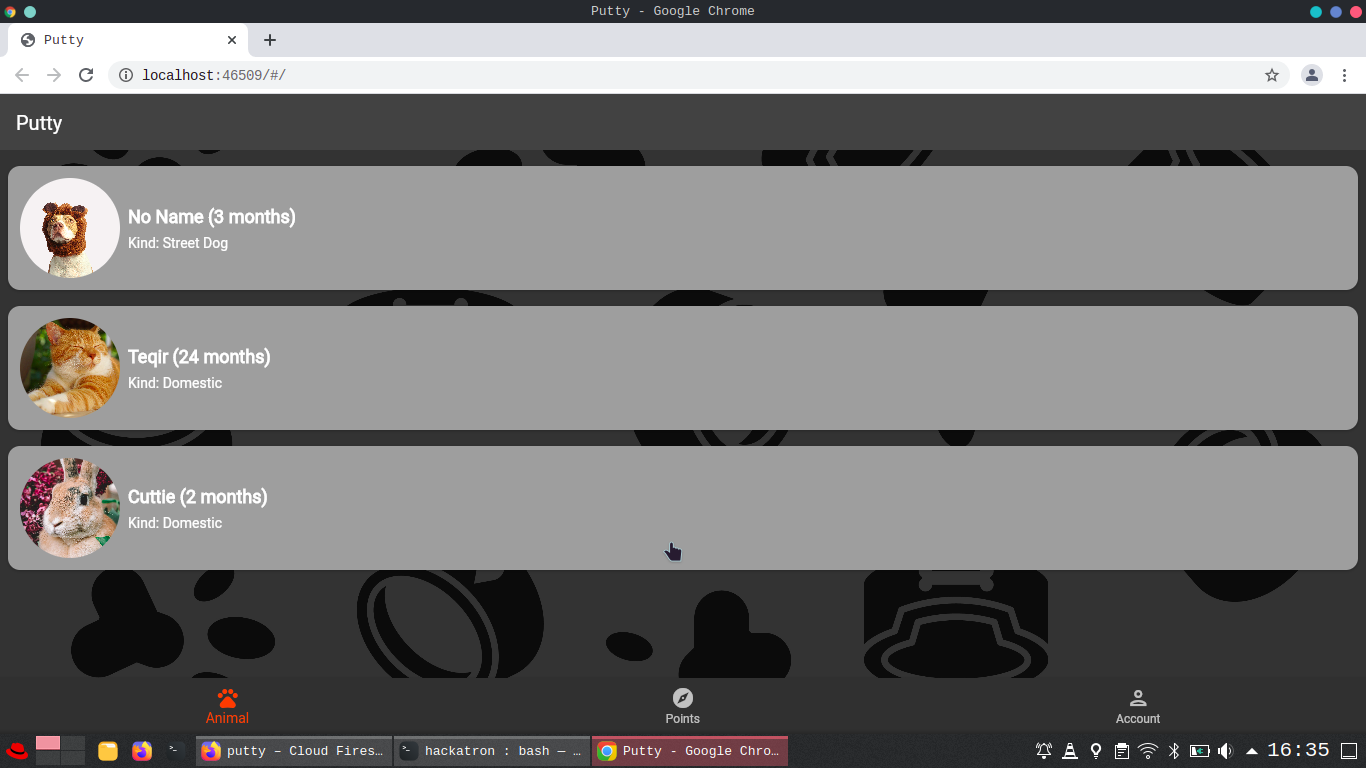 Putty - Google Chrome
Putty
localhost:46509/#/
Putty
No Name (3 months)
Kind: Street Dog
Teqir (24 months)
Kind: Domestic
Cuttie (2 months)
Kind: Domestic
Animal
Points
Account
putty – Cloud Fires…
hackatron : bash — …
Putty - Google Chro…
16:35